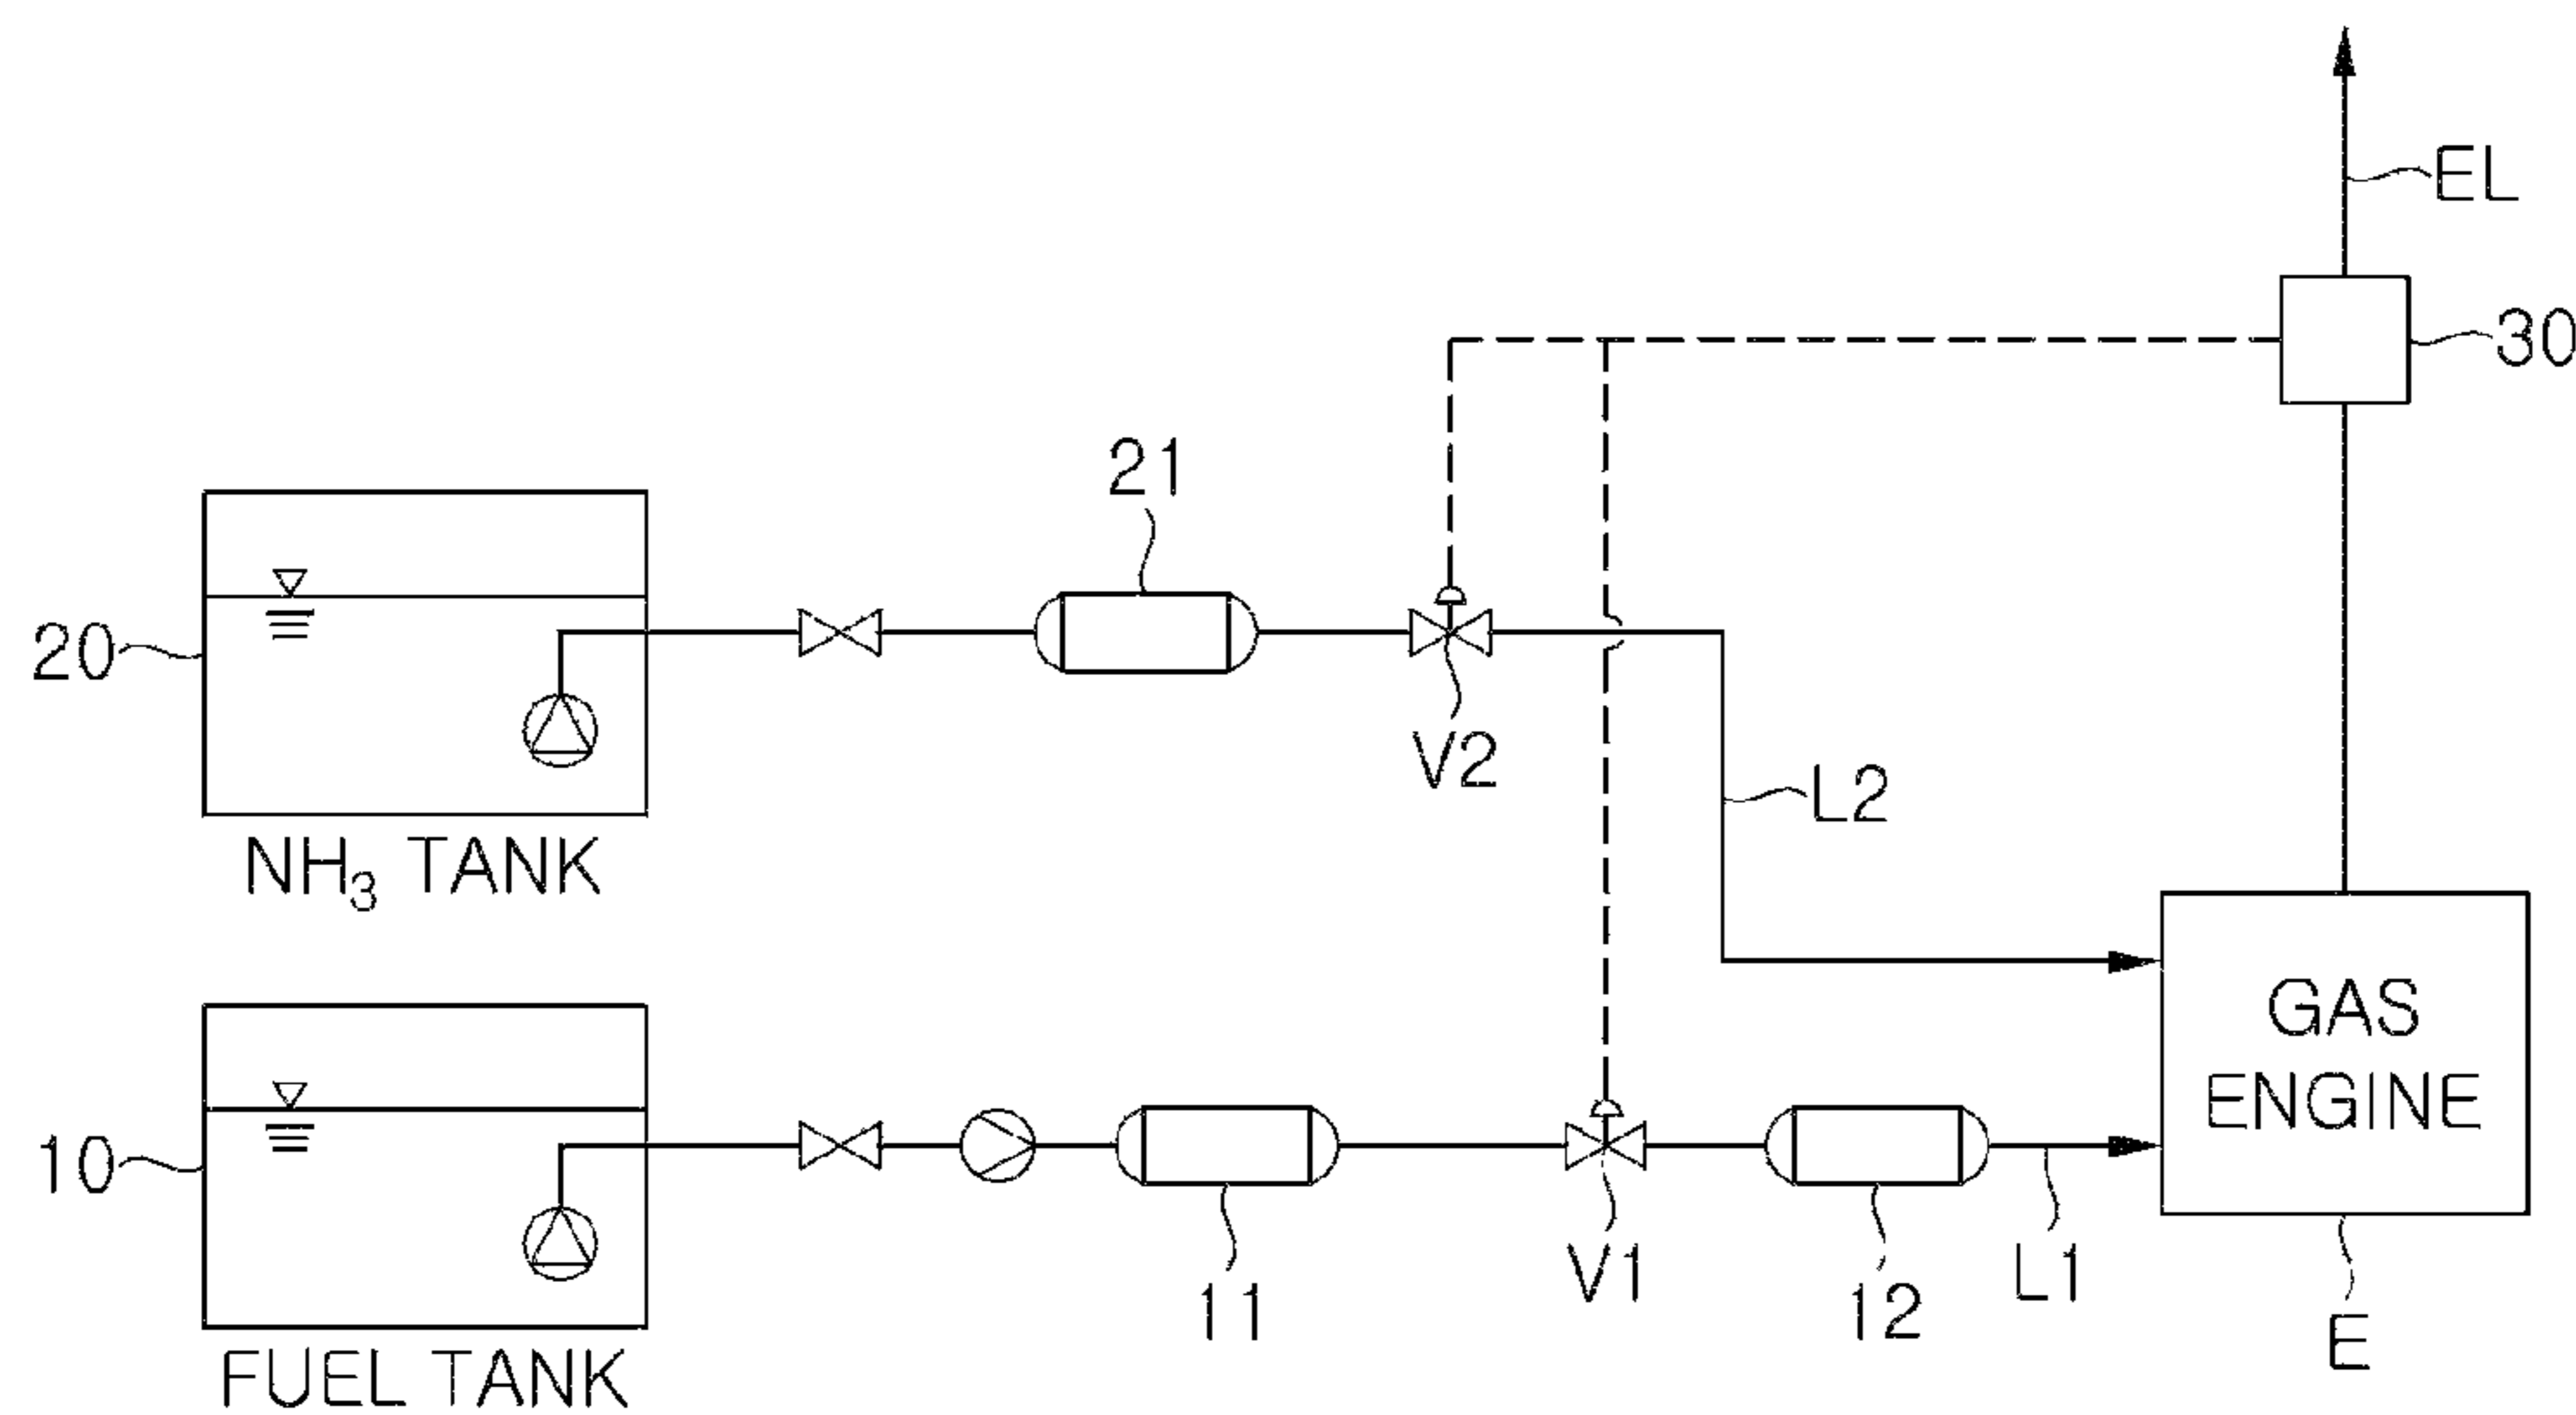 EL
30
21
20
V2
L2
NH₃ TANK
GAS
ENGINE
10
11
V1
12
L1
E
FUEL TANK